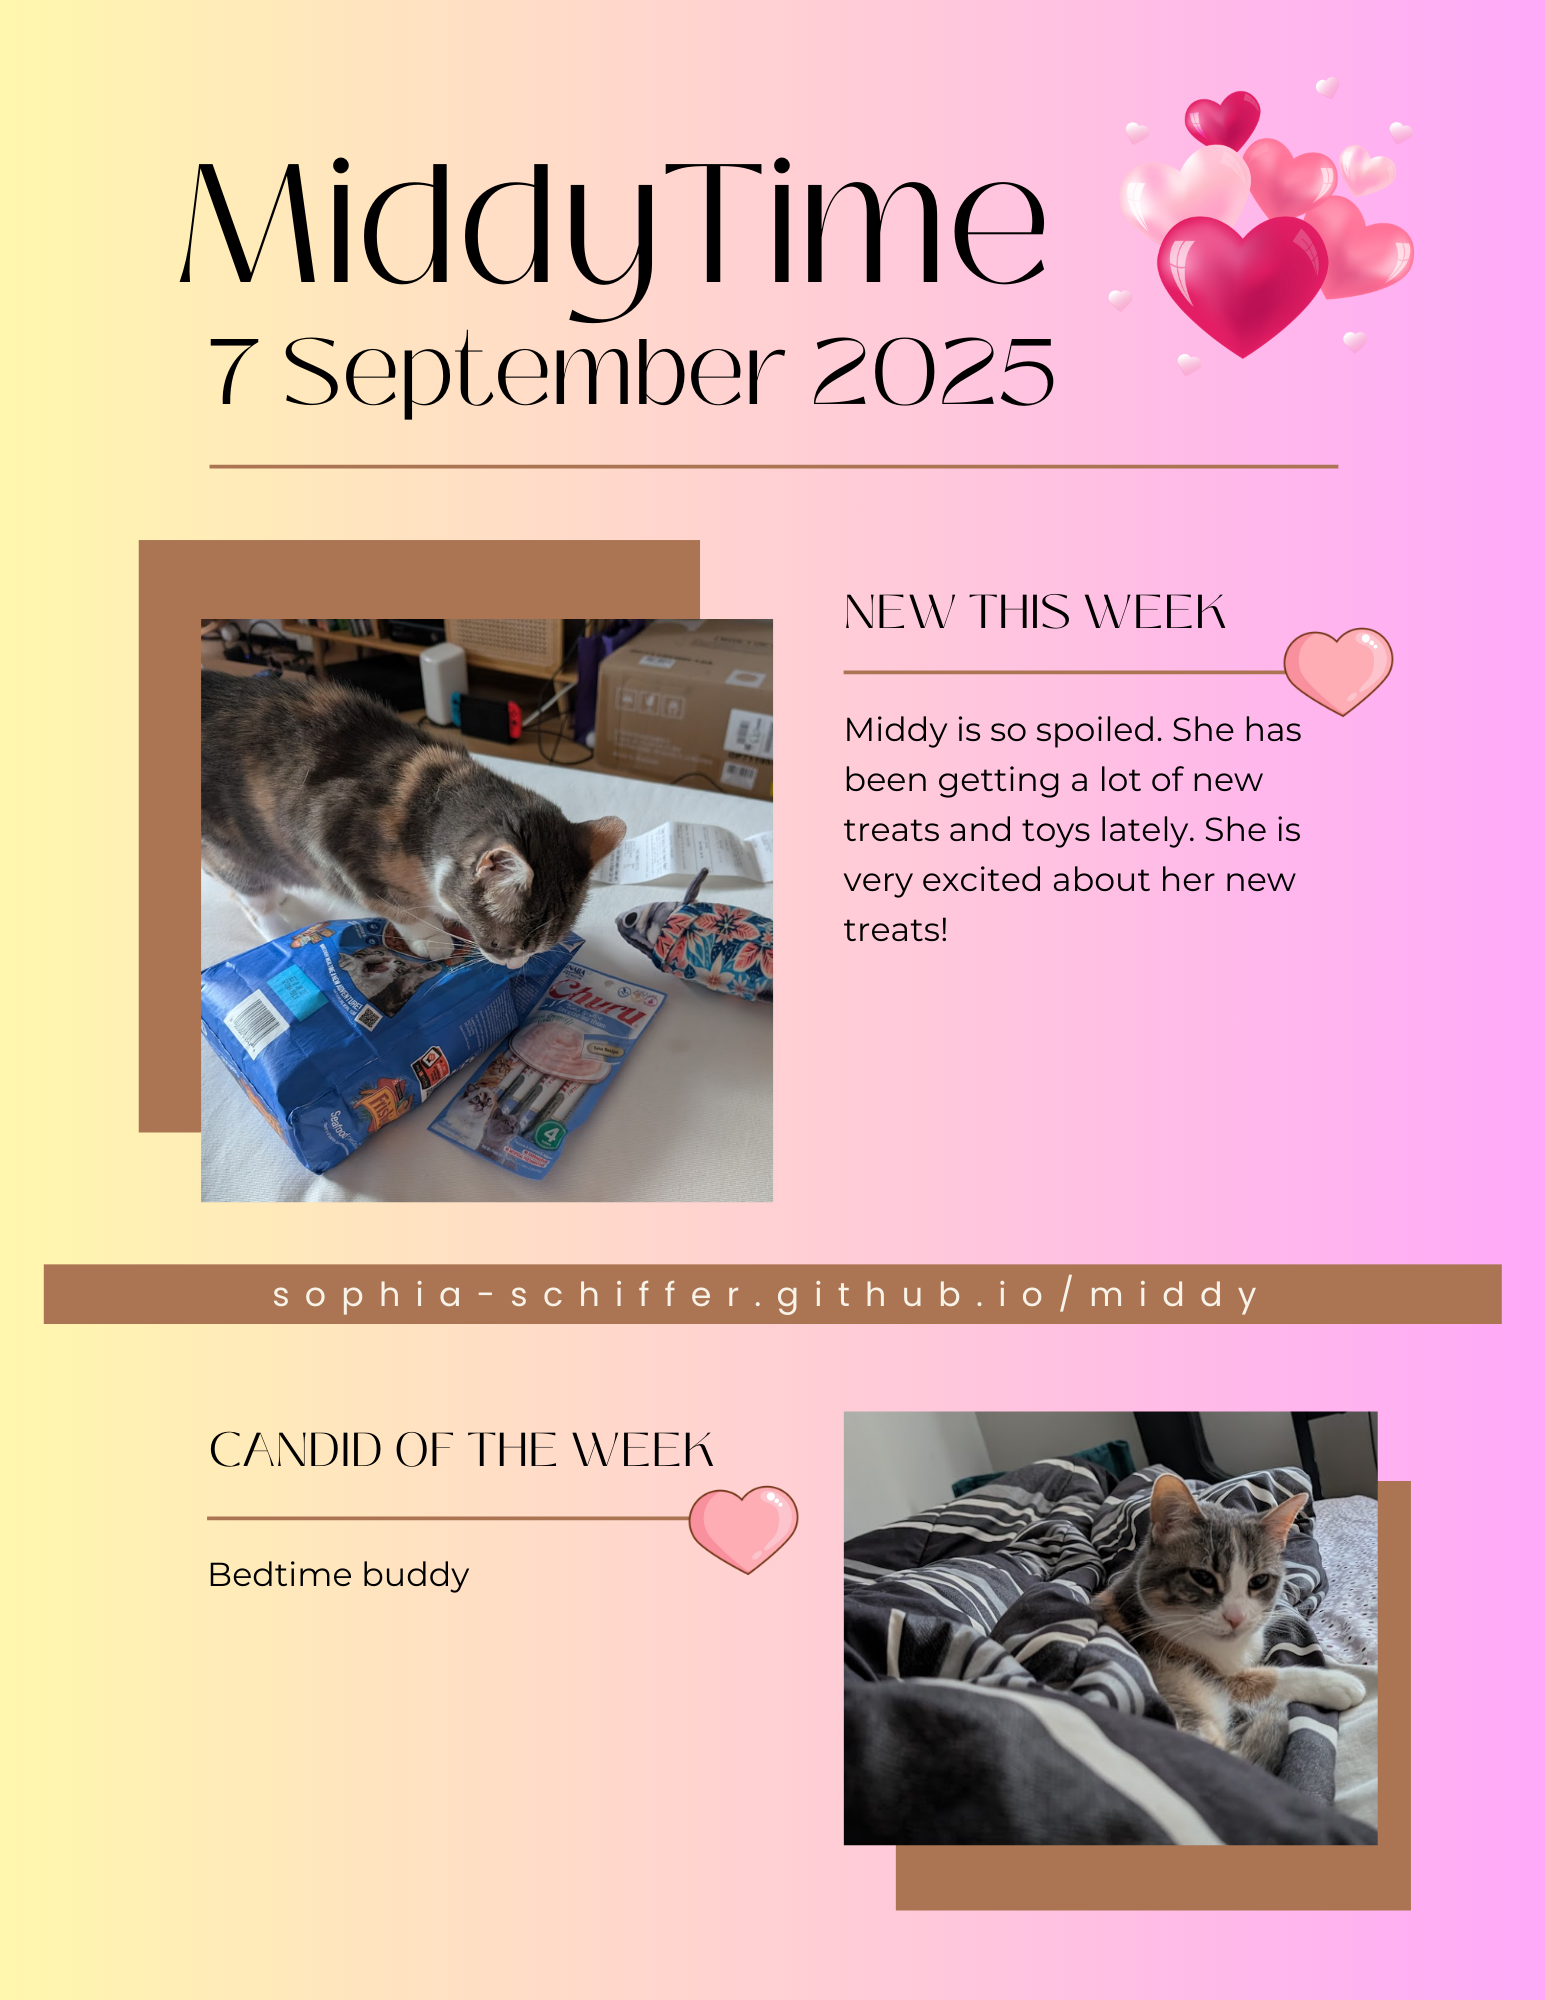 MiddyTime
7 September 2025
NEW THIS WEEK
Middy is so spoiled. She has
been getting a lot of new
treats and toys lately. She is
very excited about her new
treats!
Churu
4
Seafood
sophia-schiffer.github.io/middy
CANDID OF THE WEEK
Bedtime buddy